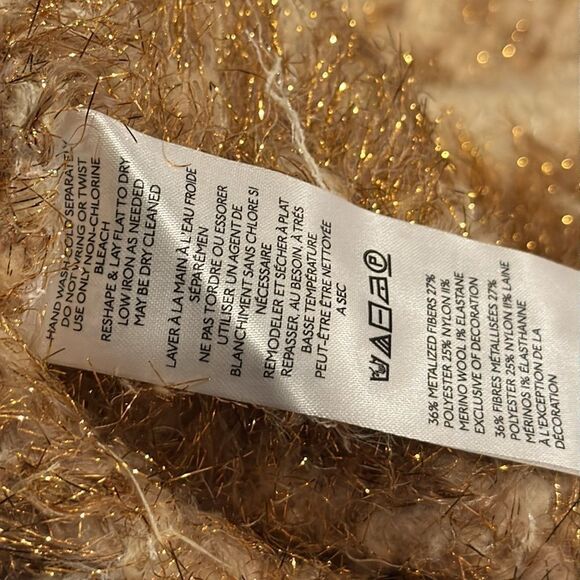 HAND WASH COLD SEPARATELY
DO NOT WRING OR TWIST
USE ONLY NON-CHLORINE
BLEACH
RESHAPE & LAY FLAT TO DRY
LOW IRON AS NEEDED
MAY BE DRY CLEANED
LAVER À LA MAIN À L'EAU FROIDE
SÉPARÉMEN
NE PAS TORDRE OU ESSORER
UTILISER UN AGENT DE
BLANCHIMENT SANS CHLORE SI
NÉCESSAIRE
REMODELER ET SÉCHER À PLAT
REPASSER, AU BESOIN, À TRÈS
BASSE TEMPÉRATURE
PEUT-ÊTRE ÊTRE NETTOYÉE
A SEC
P
36% METALIZED FIBERS 27%
POLYESTER 25% NYLON 11%
MERINO WOOL 1% ELASTANE
EXCLUSIVE OF DECORATION
36% FIBRES MÉTALLISÉES 27%
POLYESTER 25% NYLON 11% LAINE
MÉRINOS 1% ÉLASTHANNE
À L'EXCEPTION DE LA
DÉCORATION